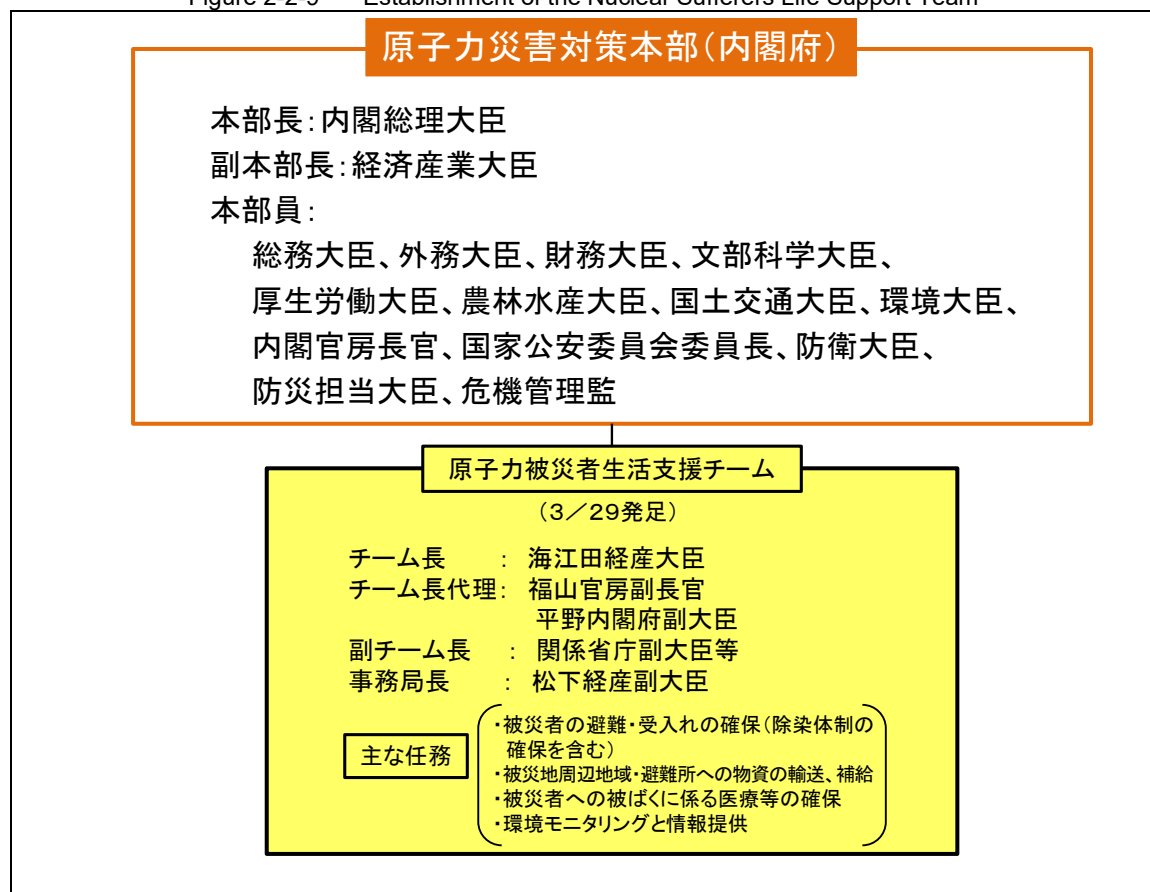 Figure 2-2-9 Establishment of the Nuclear Sufferers Life Support Team
原子力災害対策本部（内閣府）
本部長：内閣総理大臣
副本部長：経済産業大臣
本部員：
総務大臣、外務大臣、財務大臣、文部科学大臣、
厚生労働大臣、農林水産大臣、国土交通大臣、環境大臣、
内閣官房長官、国家公安委員会委員長、防衛大臣、
防災担当大臣、危機管理監
原子力被災者生活支援チーム
（３／２９発足）
チーム長　：　海江田経産大臣
チーム長代理：　福山官房副長官
平野内閣府副大臣
副チーム長　：　関係省庁副大臣等
事務局長　：　松下経産副大臣
主な任務
・被災者の避難・受入れの確保（除染体制の
確保を含む）
・被災地周辺地域・避難所への物資の輸送、補給
・被災者への被ばくに係る医療等の確保
・環境モニタリングと情報提供